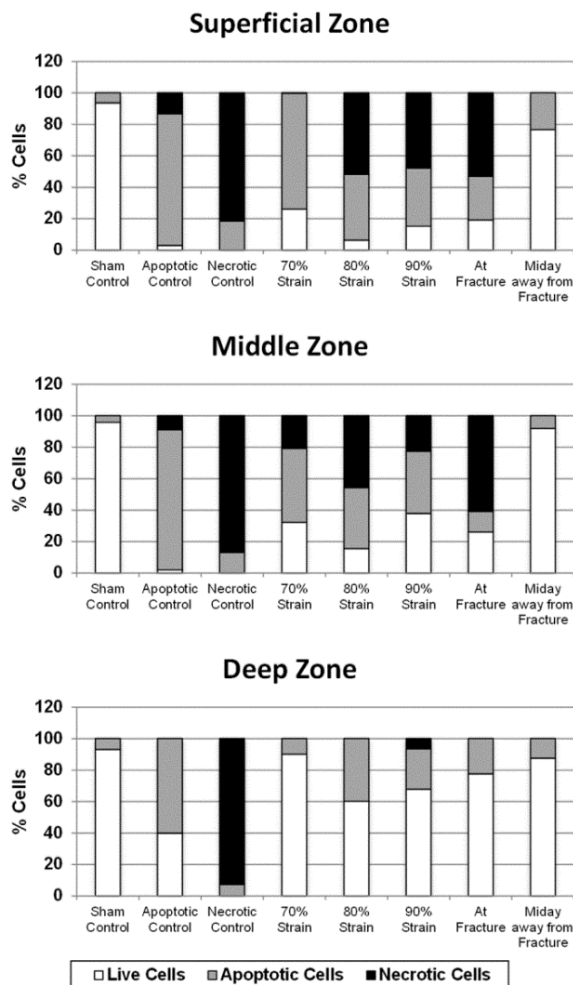 Superficial Zone
120
100
80
60
40
20
0
% Cells
Sham Control
Apoptotic Control
Necrotic Control
70% Strain
80% Strain
90% Strain
At Fracture
Miday away from Fracture
Middle Zone
120
100
80
60
40
20
0
% Cells
Sham Control
Apoptotic Control
Necrotic Control
70% Strain
80% Strain
90% Strain
At Fracture
Miday away from Fracture
Deep Zone
120
100
80
60
40
20
0
% Cells
Sham Control
Apoptotic Control
Necrotic Control
70% Strain
80% Strain
90% Strain
At Fracture
Miday away from Fracture
Live Cells Apoptotic Cells Necrotic Cells